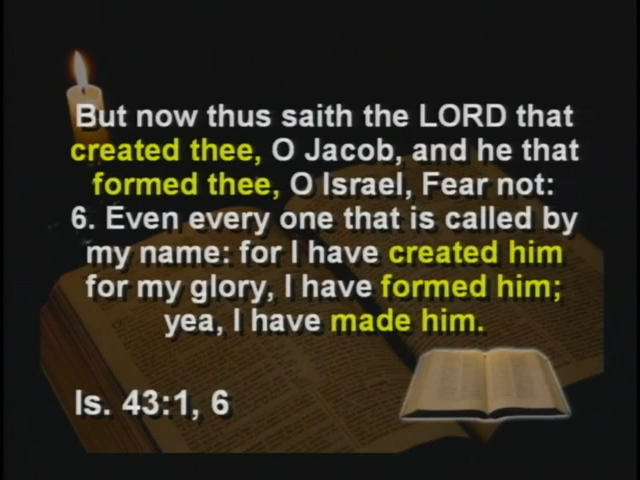 But now thus saith the LORD that
created thee, O Jacob, and he that
formed thee, O Israel, Fear not:
6. Even every one that is called by
my name: for I have created him
for my glory, I have formed him;
yea, I have made him.
Is. 43:1, 6